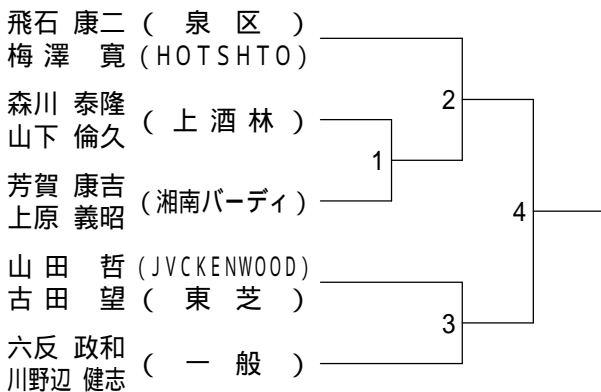 飛石 康二 ( 泉 区 )
梅 澤 寛 (HOTSHTO)
森川 泰隆
山下 倫久
( 上 酒 林 )
芳賀 康吉
上原 義昭
(湘南バーディ)
山 田 哲 (JVCKENWOOD)
古 田 望 ( 東 芝 )
六反 政和
川野辺 健志
( 一 般 )
1
2
3
4